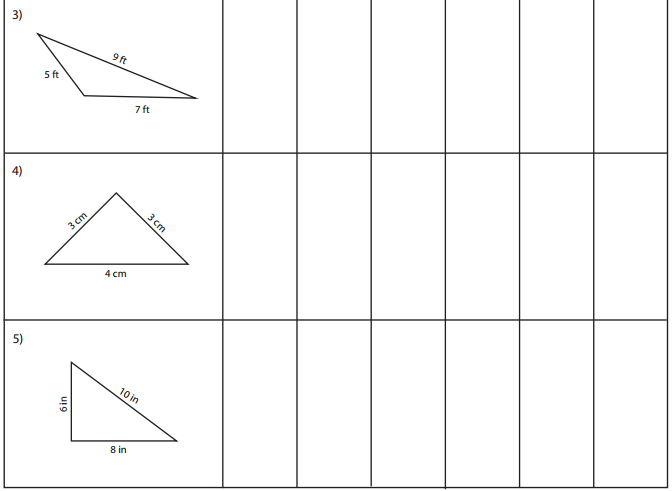 3)
9 ft
5 ft
7 ft
4)
3 cm
3 cm
4 cm
5)
10 in
6 in
8 in